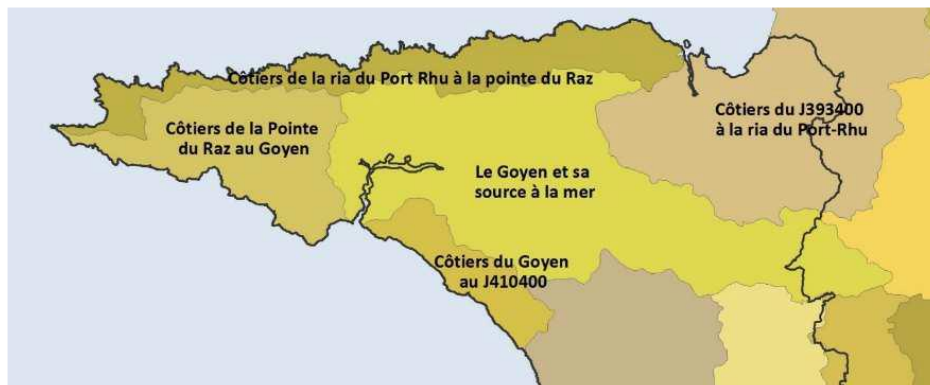 Côtiers de la ria du Port Rhu à la pointe du Raz
Côtiers de la Pointe
du Raz au Goyen
Côtiers du J393400
à la ria du Port-Rhu
Le Goyen et sa
source à la mer
Côtiers du Goyen
au J410400